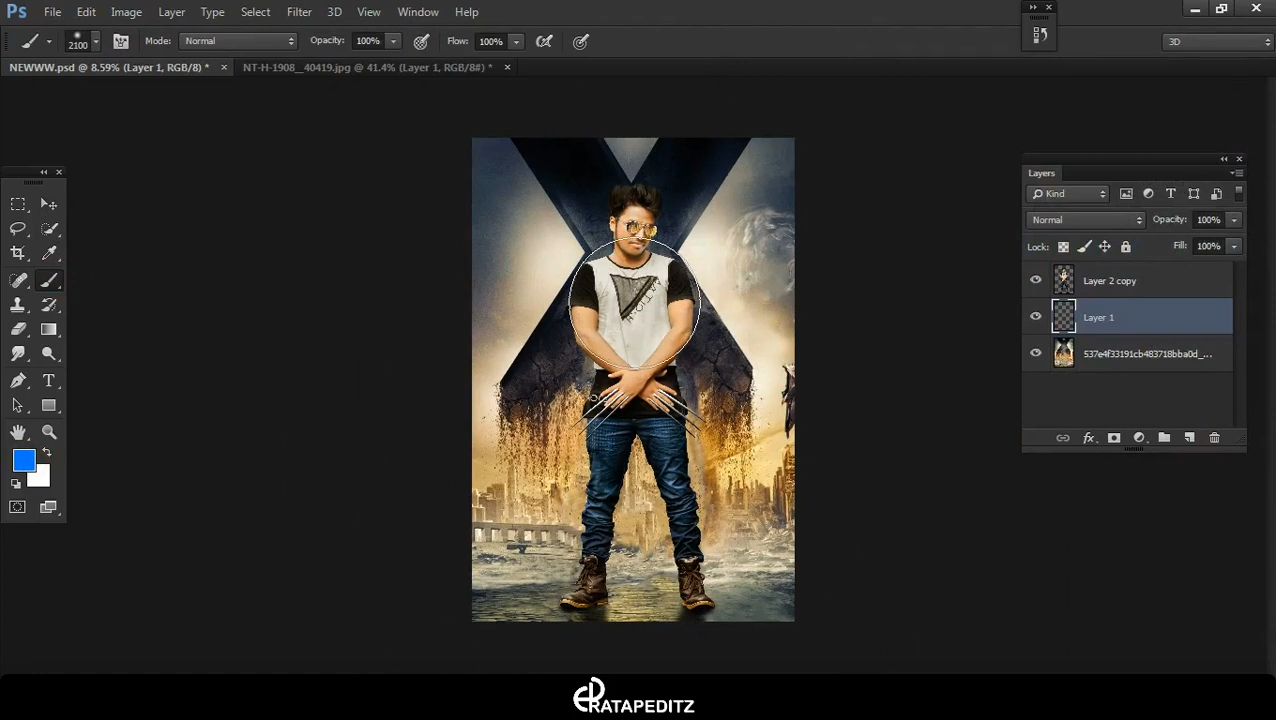 Ps File Edit Image Layer Type Select Filter 3D View Window Help
2100 Mode: Normal Opacity: 100% Flow: 100% 3D
NEWWW.psd @ 8.59% (Layer 1, RGB/8) * × NT-H-1908__40419.jpg @ 41.4% (Layer 1, RGB/8#) * ×
Layers
Kind
Normal Opacity: 100%
Lock: Fill: 100%
Layer 2 copy
Layer 1
537e4f33191cb483718bba0d_...
fx
RATAPEDITZ